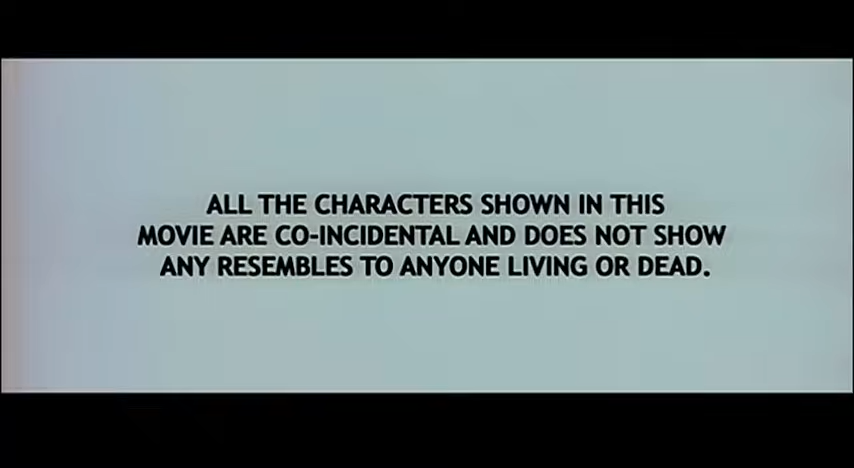 ALL THE CHARACTERS SHOWN IN THIS
MOVIE ARE CO-INCIDENTAL AND DOES NOT SHOW
ANY RESEMBLES TO ANYONE LIVING OR DEAD.